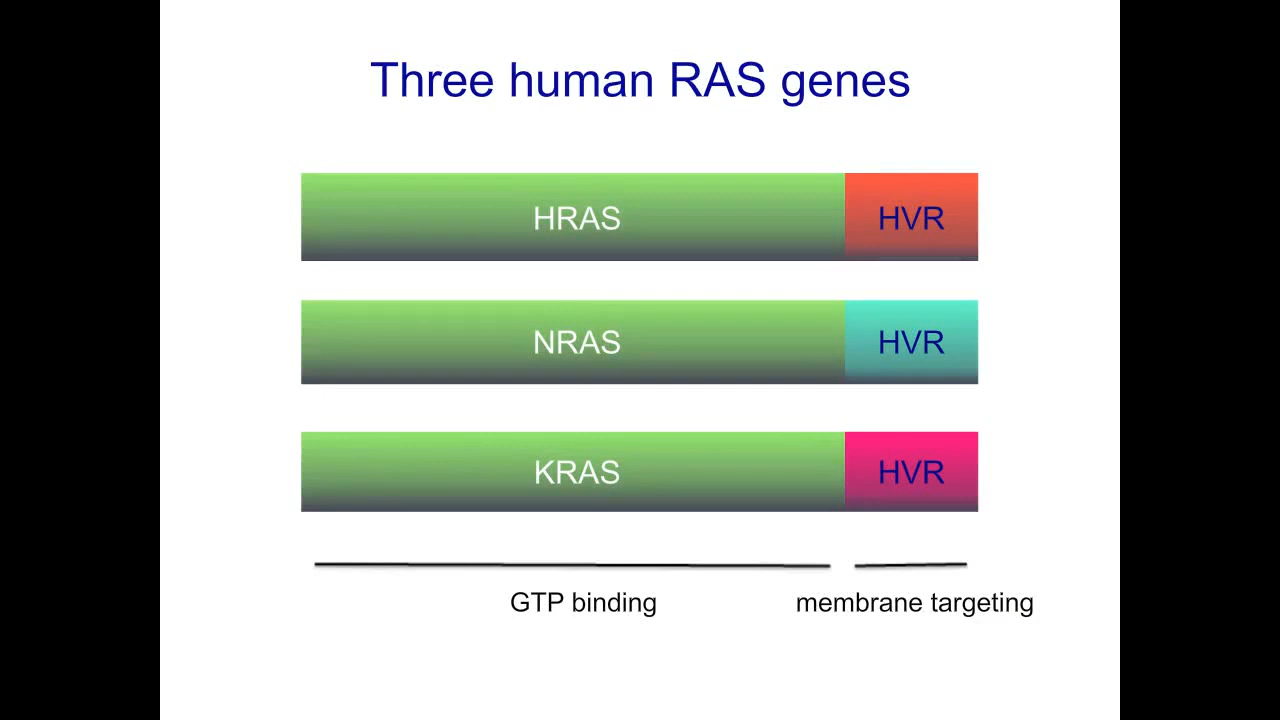 Three human RAS genes
HRAS HVR
NRAS HVR
KRAS HVR
GTP binding membrane targeting